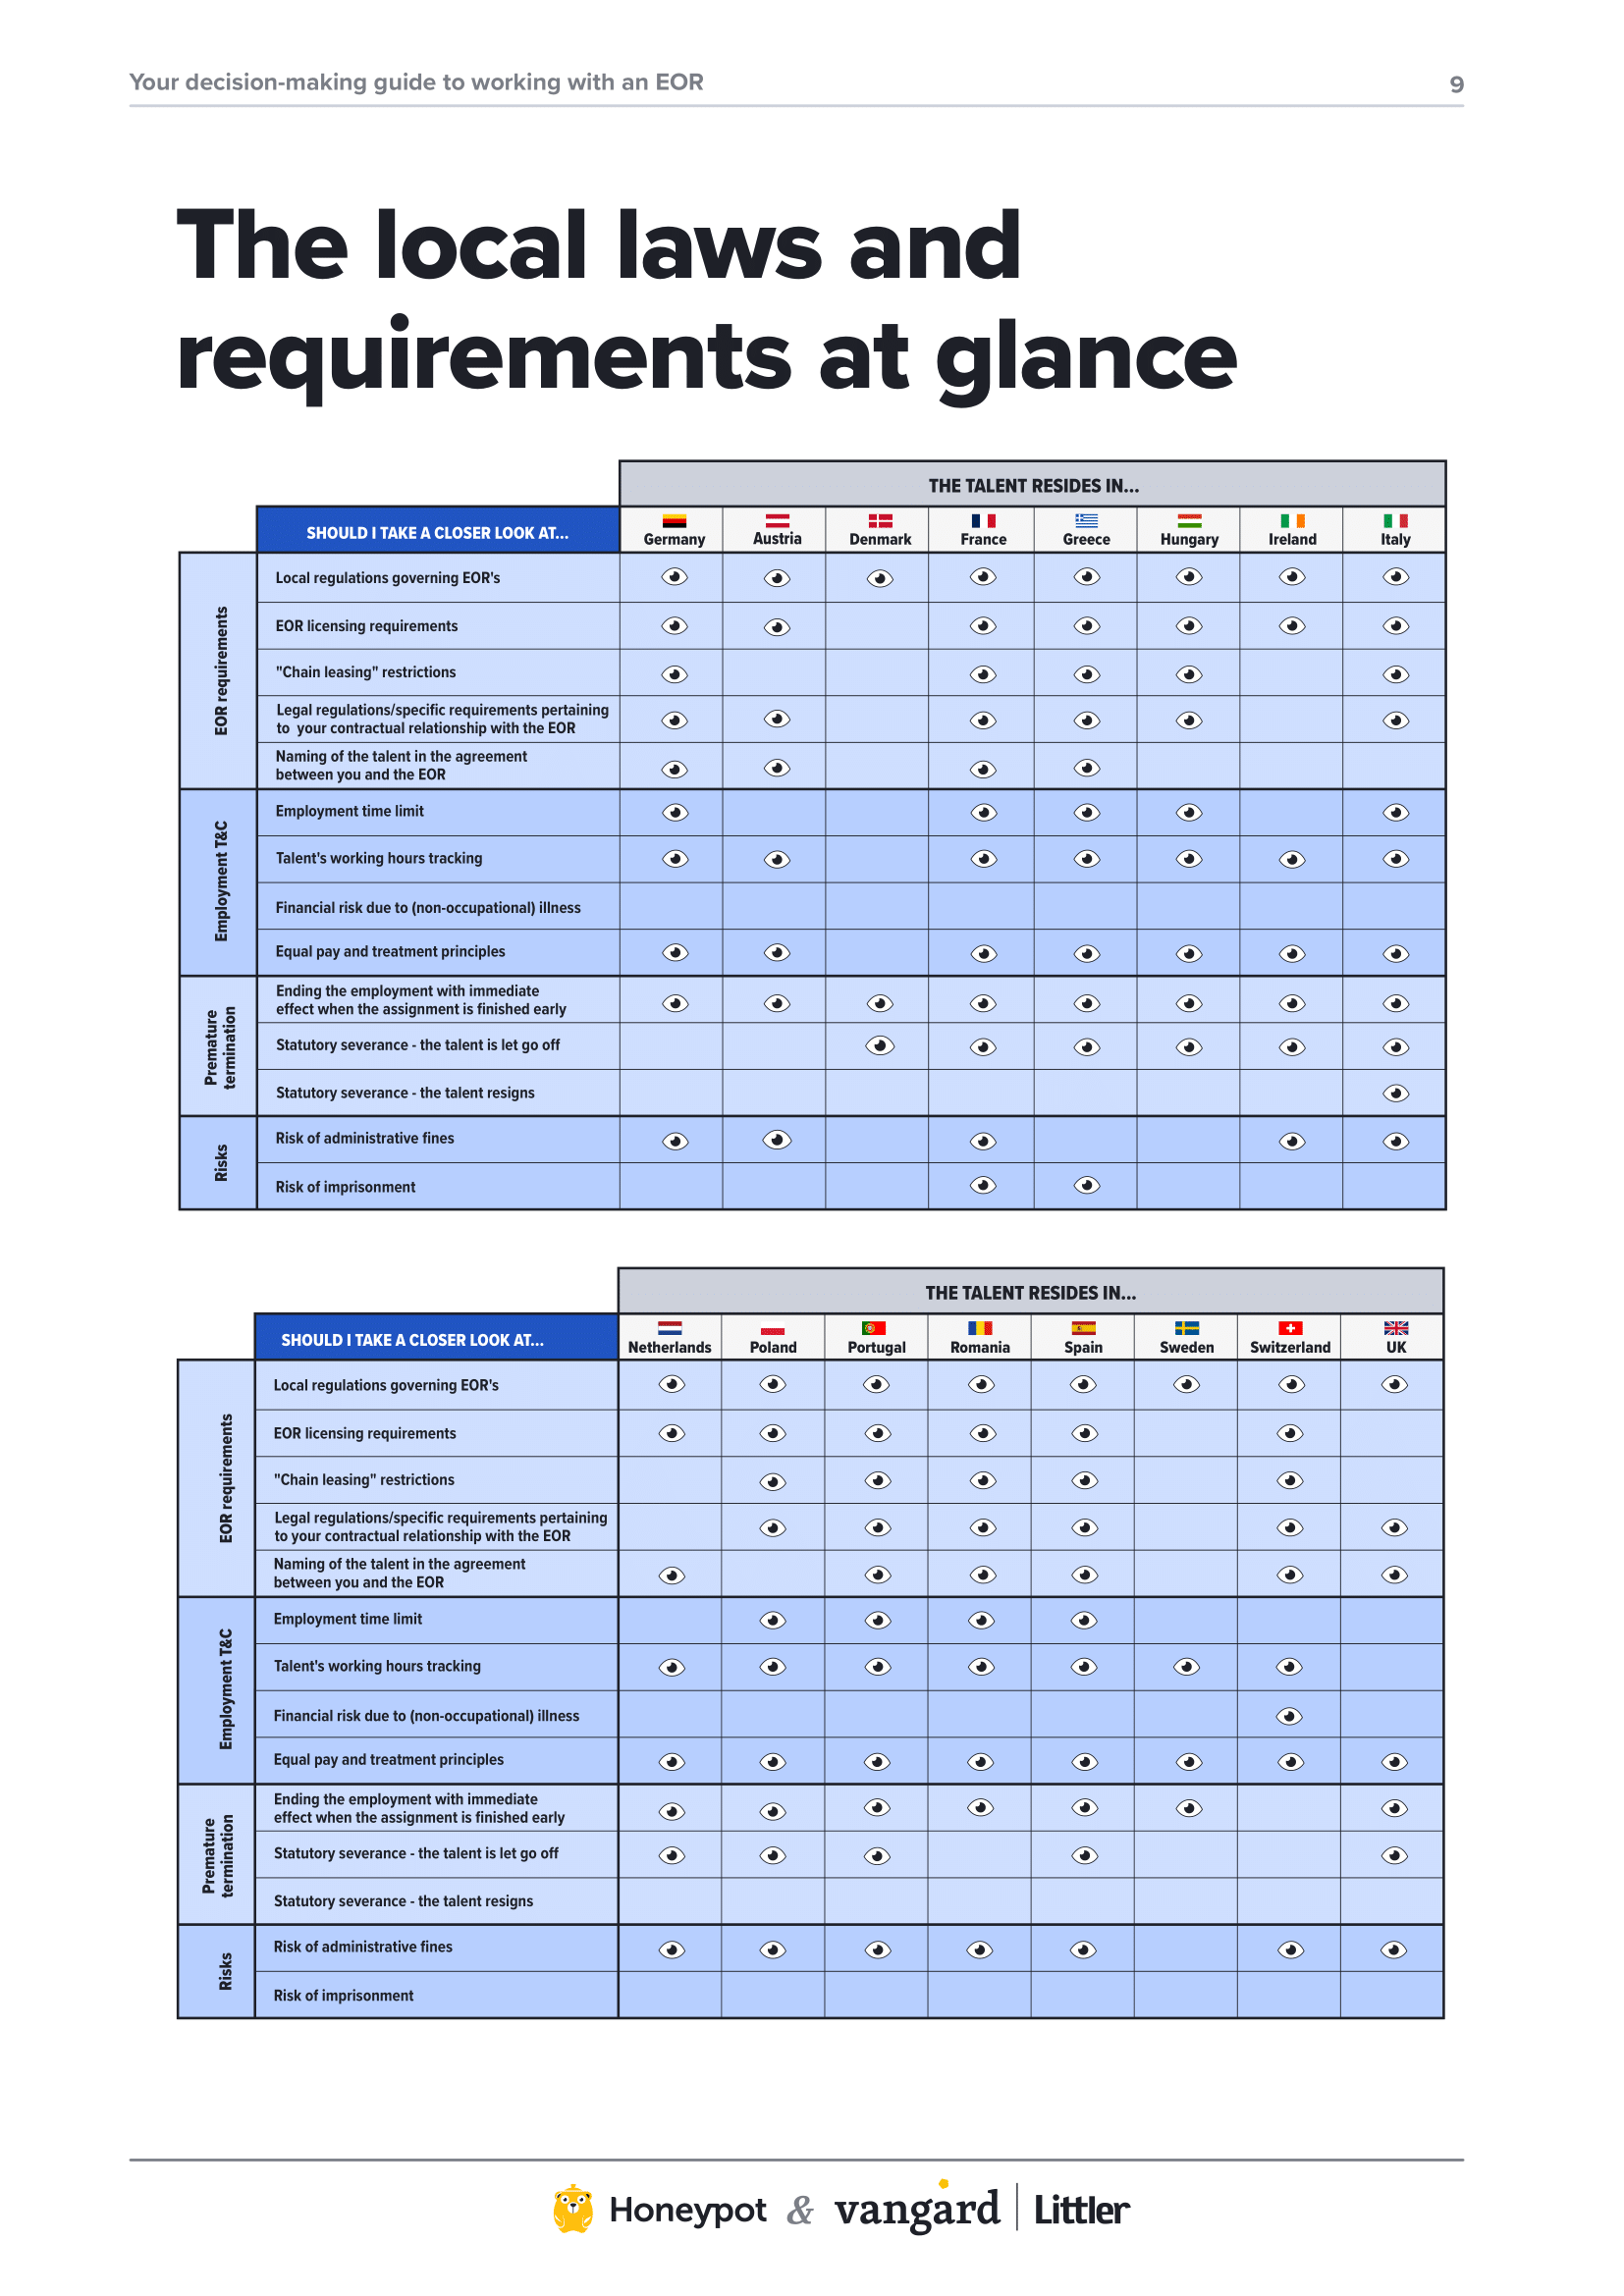 Your decision-making guide to working with an EOR
9
The local laws and
requirements at glance
THE TALENT RESIDES IN...
SHOULD I TAKE A CLOSER LOOK AT...
Germany
Austria
Denmark
France
Greece
Hungary
Ireland
Italy
EOR requirements
Local regulations governing EOR's
EOR licensing requirements
"Chain leasing" restrictions
Legal regulations/specific requirements pertaining
to  your contractual relationship with the EOR
Naming of the talent in the agreement
between you and the EOR
Employment T&C
Employment time limit
Talent's working hours tracking
Financial risk due to (non-occupational) illness
Equal pay and treatment principles
Premature
termination
Ending the employment with immediate
effect when the assignment is finished early
Statutory severance - the talent is let go off
Statutory severance - the talent resigns
Risks
Risk of administrative fines
Risk of imprisonment
THE TALENT RESIDES IN...
SHOULD I TAKE A CLOSER LOOK AT...
Netherlands
Poland
Portugal
Romania
Spain
Sweden
Switzerland
UK
EOR requirements
Local regulations governing EOR's
EOR licensing requirements
"Chain leasing" restrictions
Legal regulations/specific requirements pertaining
to your contractual relationship with the EOR
Naming of the talent in the agreement
between you and the EOR
Employment T&C
Employment time limit
Talent's working hours tracking
Financial risk due to (non-occupational) illness
Equal pay and treatment principles
Premature
termination
Ending the employment with immediate
effect when the assignment is finished early
Statutory severance - the talent is let go off
Statutory severance - the talent resigns
Risks
Risk of administrative fines
Risk of imprisonment
Honeypot & vangard | Littler